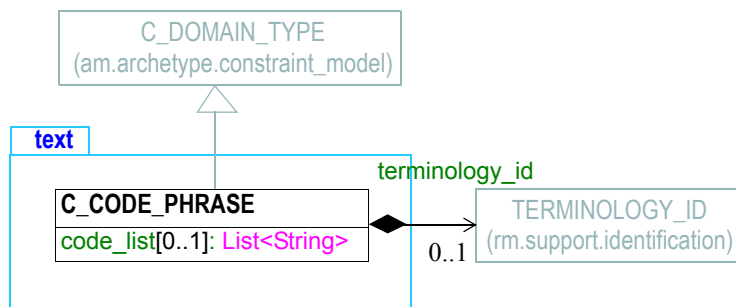 C_DOMAIN_TYPE
(am.archetype.constraint_model)
text
terminology_id
C_CODE_PHRASE
code_list[0..1]: List<String>
0..1
TERMINOLOGY_ID
(rm.support.identification)